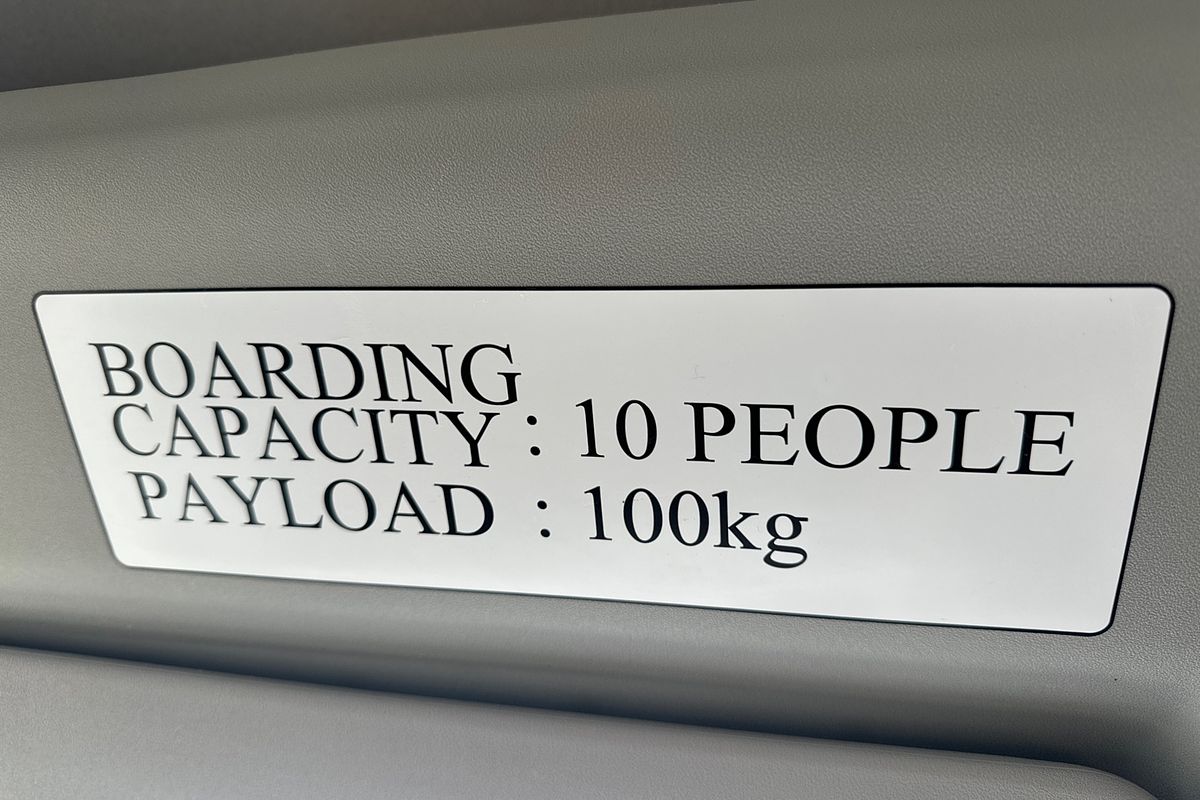 BOARDING
CAPACITY : 10 PEOPLE
PAYLOAD : 100kg